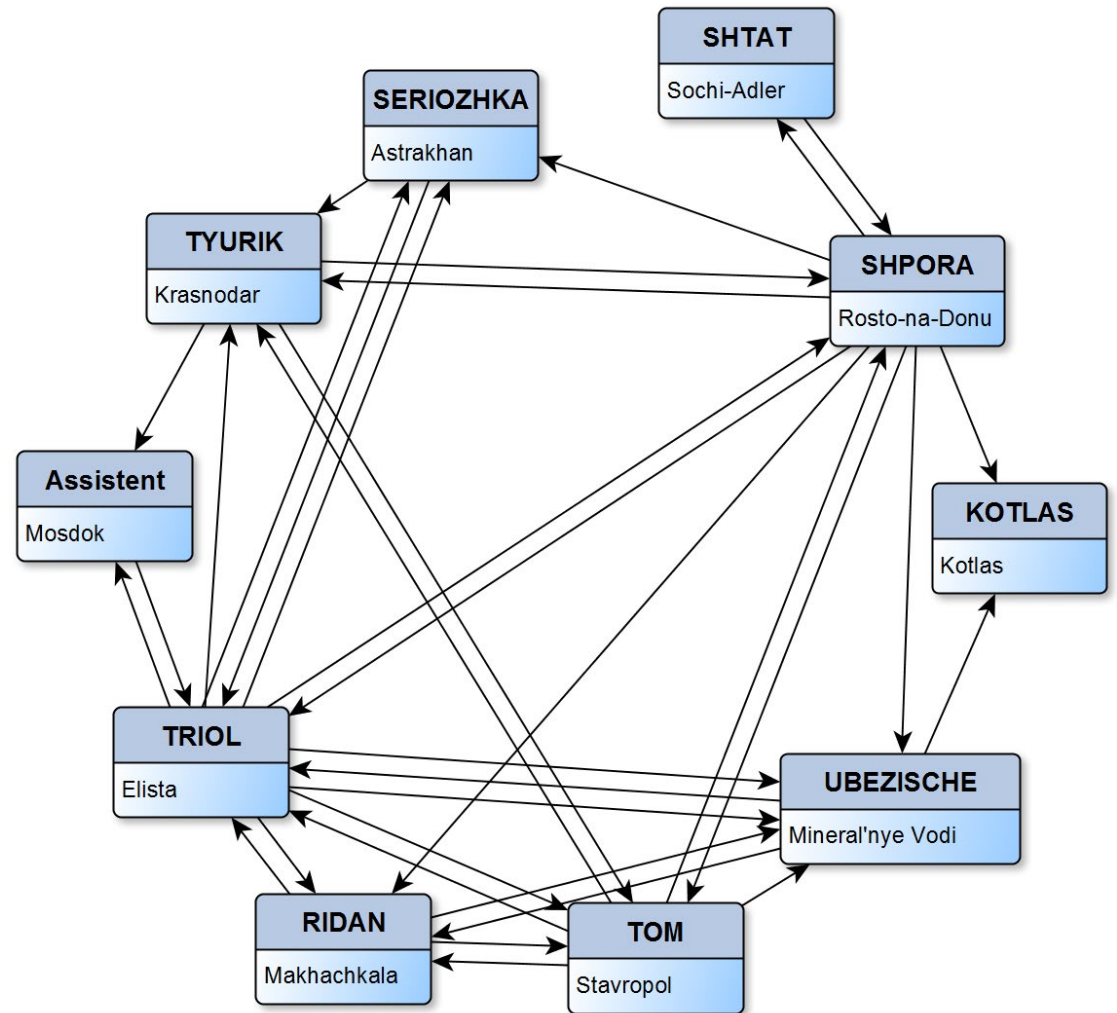 SHTAT
Sochi-Adler
SERIOZHKA
Astrakhan
TYURIK
Krasnodar
SHPORA
Rosto-na-Donu
Assistent
Mosdok
KOTLAS
Kotlas
TRIOL
Elista
UBEZISCHE
Mineral'nye Vodi
RIDAN
Makhachkala
TOM
Stavropol